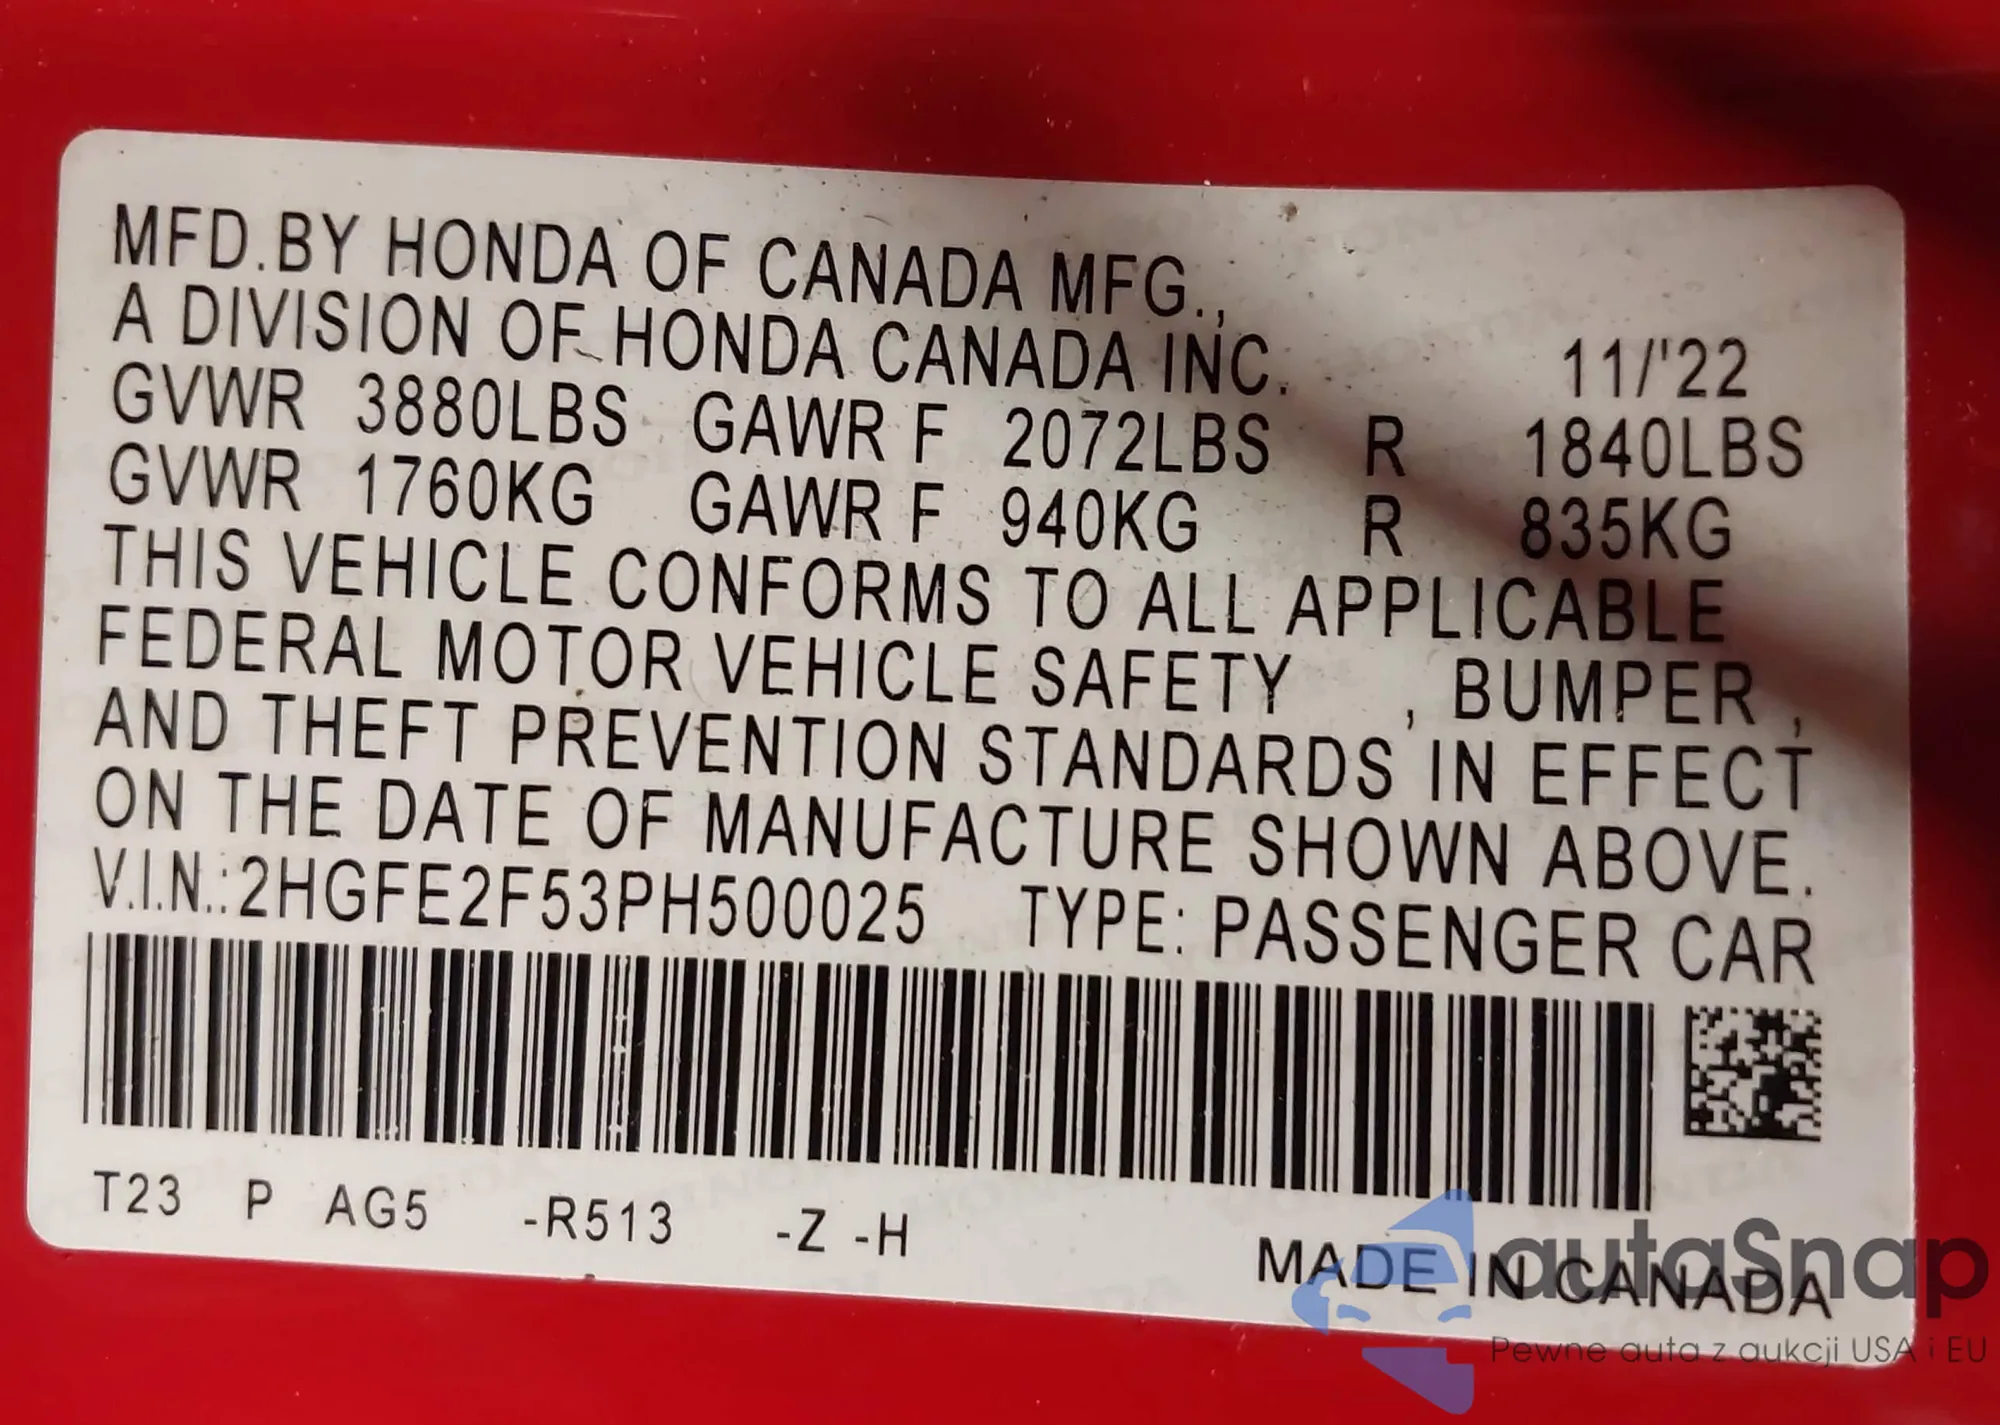 MFD.BY HONDA OF CANADA MFG.,
A DIVISION OF HONDA CANADA INC. 11/'22
GVWR 3880LBS GAWR F 2072LBS R 1840LBS
GVWR 1760KG GAWR F 940KG R 835KG
THIS VEHICLE CONFORMS TO ALL APPLICABLE
FEDERAL MOTOR VEHICLE SAFETY , BUMPER ,
AND THEFT PREVENTION STANDARDS IN EFFECT
ON THE DATE OF MANUFACTURE SHOWN ABOVE.
V.I.N.:2HGFE2F53PH500025 TYPE: PASSENGER CAR
T23 P AG5 -R513 -Z -H
MADE IN CANADA
autaSnap
Pewne auta z aukcji USA i EU